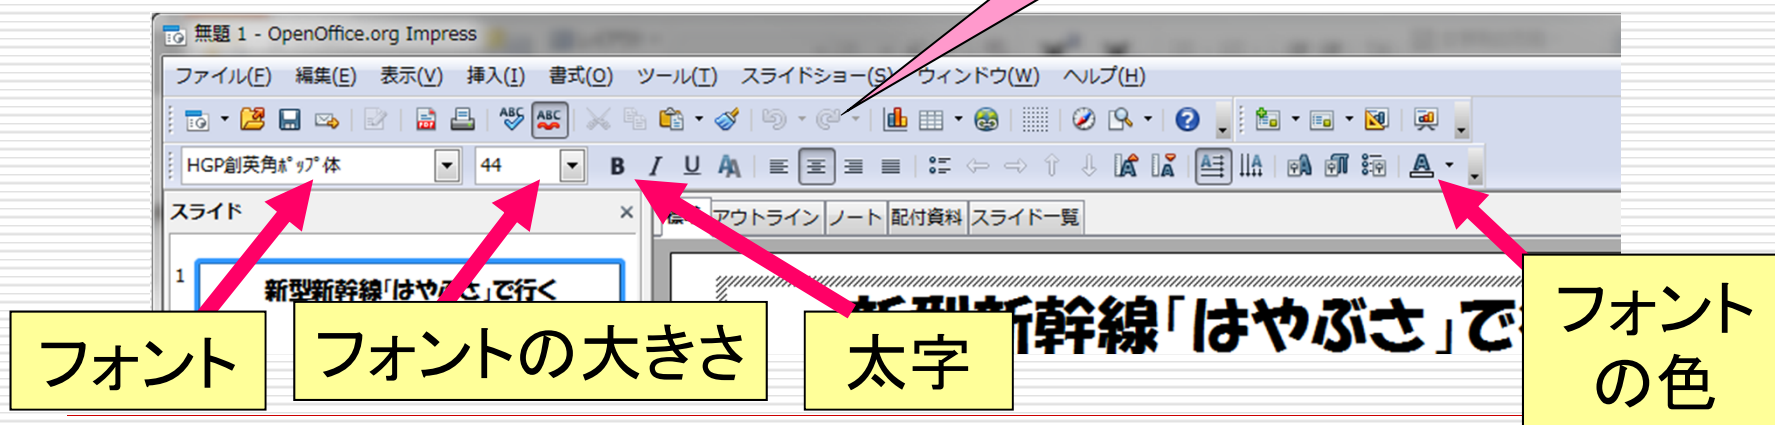 無題 1 - OpenOffice.org Impress
ファイル(F) 編集(E) 表示(V) 挿入(I) 書式(O) ツール(T) スライドショー(S) ウィンドウ(W) ヘルプ(H)
HGP創英角ﾎﾟｯﾌﾟ体 44 B I U
スライド
アウトライン ノート 配付資料 スライド一覧
1
新型新幹線「はやぶさ」で行く
新幹線「はやぶさ」で
フォント
フォントの大きさ
太字
フォント
の色